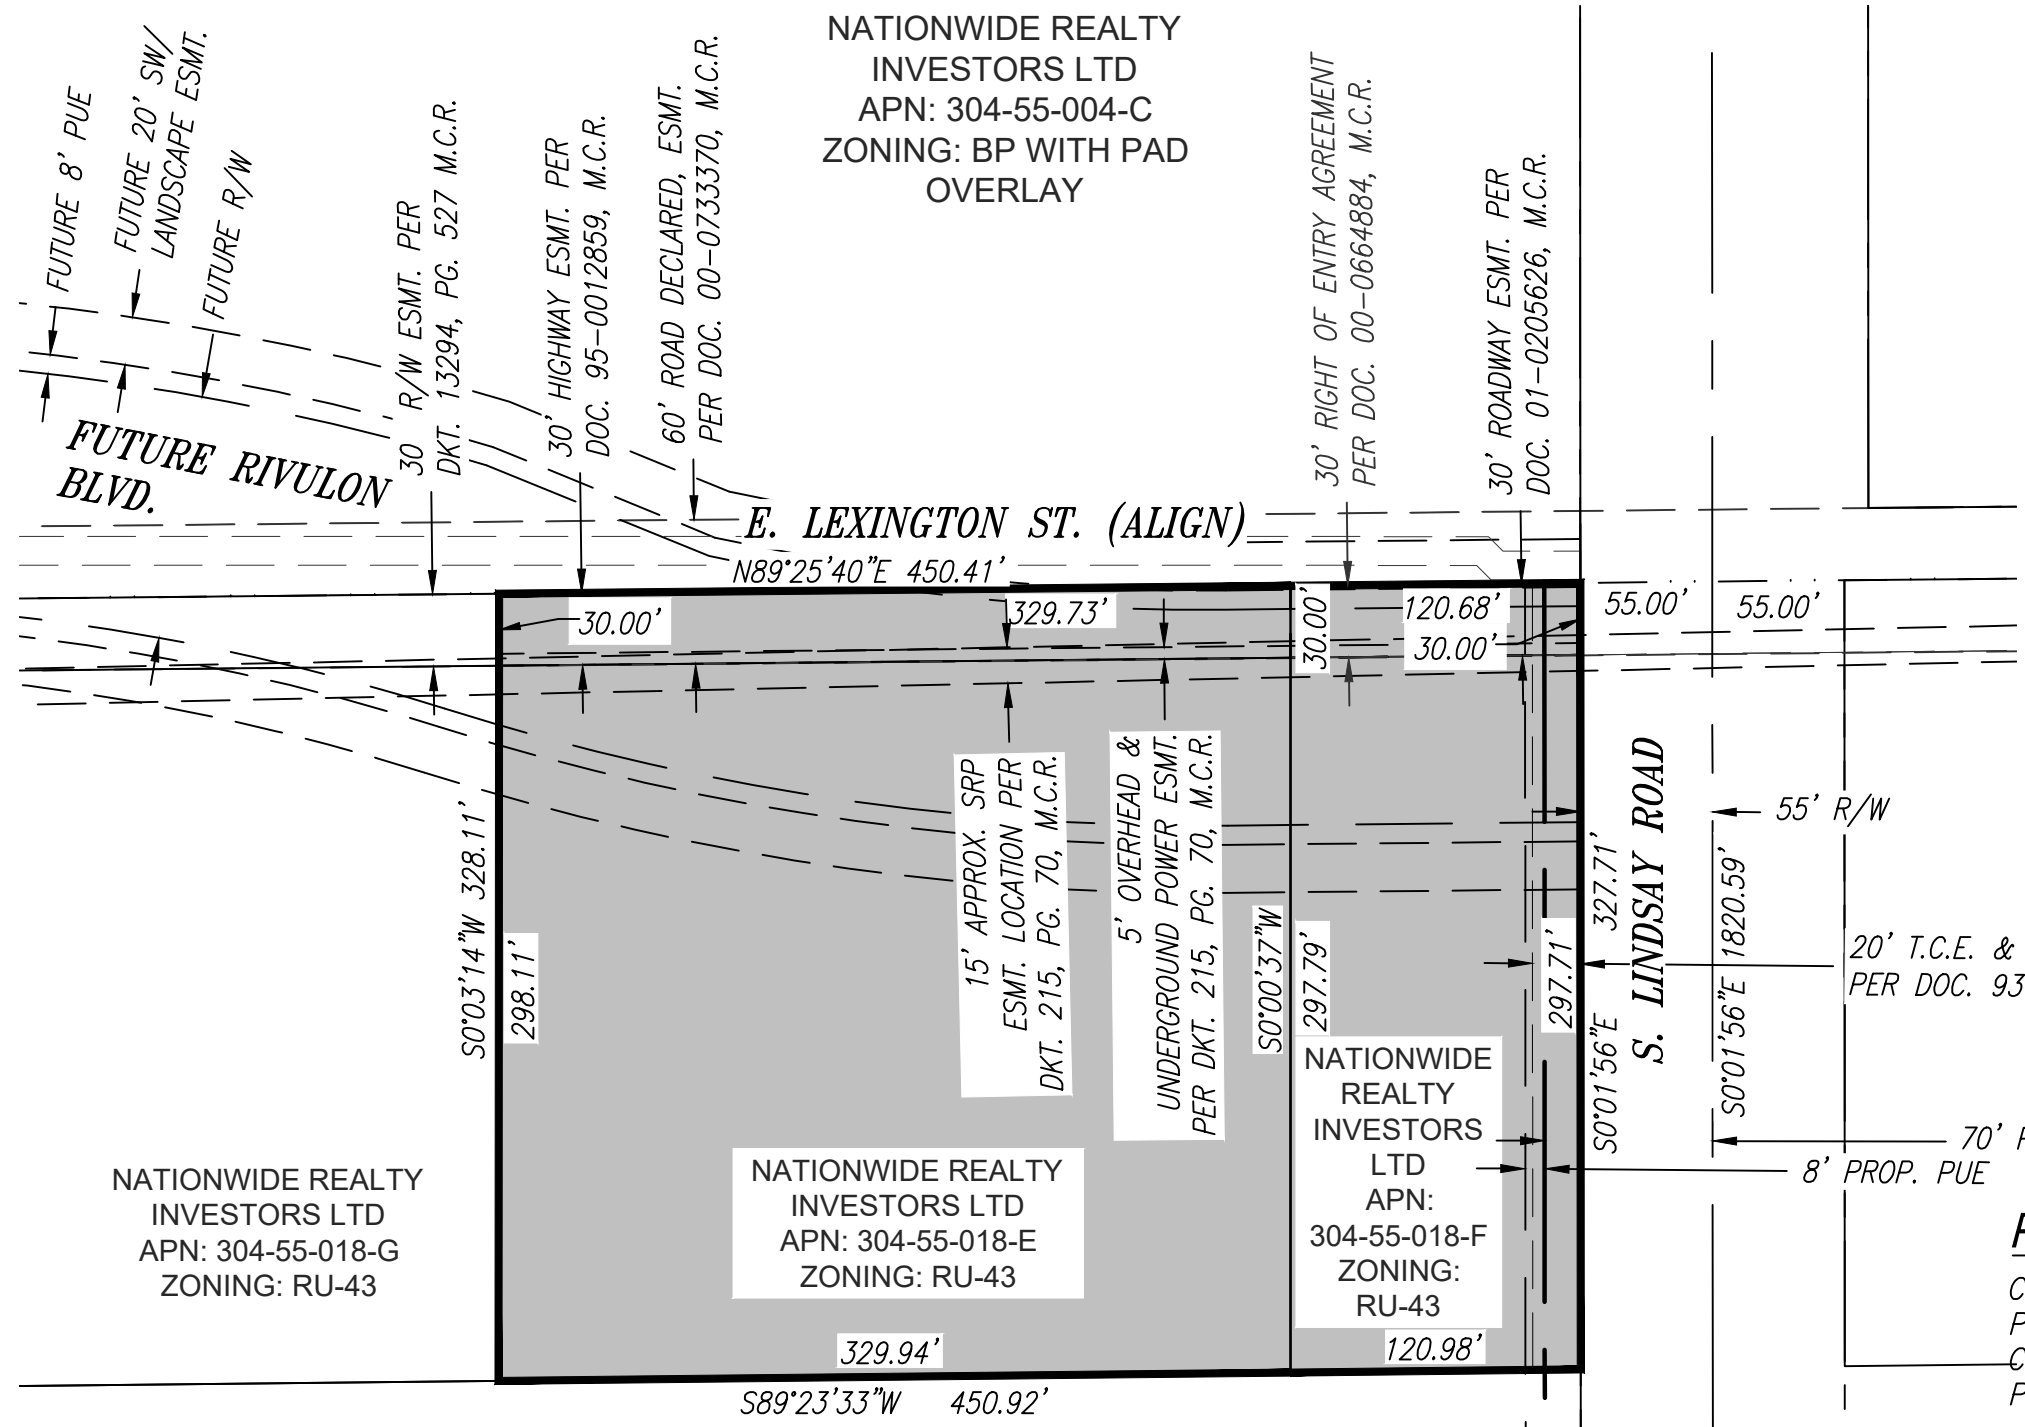 NATIONWIDE REALTY
INVESTORS LTD
APN: 304-55-004-C
ZONING: BP WITH PAD
OVERLAY
FUTURE 8' PUE
FUTURE 20' SW/
LANDSCAPE ESMT.
FUTURE R/W
30 R/W ESMT. PER
DKT. 13294, PG. 527 M.C.R.
30' HIGHWAY ESMT. PER
DOC. 95-0012859, M.C.R.
60' ROAD DECLARED, ESMT.
PER DOC. 00-0733370, M.C.R.
30' RIGHT OF ENTRY AGREEMENT
PER DOC. 00-0664884, M.C.R.
30' ROADWAY ESMT. PER
DOC. 01-0205626, M.C.R.
FUTURE RIVULON
BLVD.
E. LEXINGTON ST. (ALIGN)
N89°25'40"E 450.41'
30.00'
329.73'
30.00'
120.68'
30.00'
55.00'
55.00'
S0°03'14"W 328.11'
298.11'
15' APPROX. SRP
ESMT. LOCATION PER
DKT. 215, PG. 70, M.C.R.
5' OVERHEAD &
UNDERGROUND POWER ESMT.
PER DKT. 215, PG. 70, M.C.R.
S0°00'37"W
297.79'
297.71'
S0°01'56"E 327.71'
S. LINDSAY ROAD
S0°01'56"E 1820.59'
55' R/W
20' T.C.E. &
PER DOC. 93
70' R
8' PROP. PUE
NATIONWIDE REALTY
INVESTORS LTD
APN: 304-55-018-G
ZONING: RU-43
NATIONWIDE REALTY
INVESTORS LTD
APN: 304-55-018-E
ZONING: RU-43
NATIONWIDE
REALTY
INVESTORS
LTD
APN:
304-55-018-F
ZONING:
RU-43
329.94'
120.98'
S89°23'33"W 450.92'